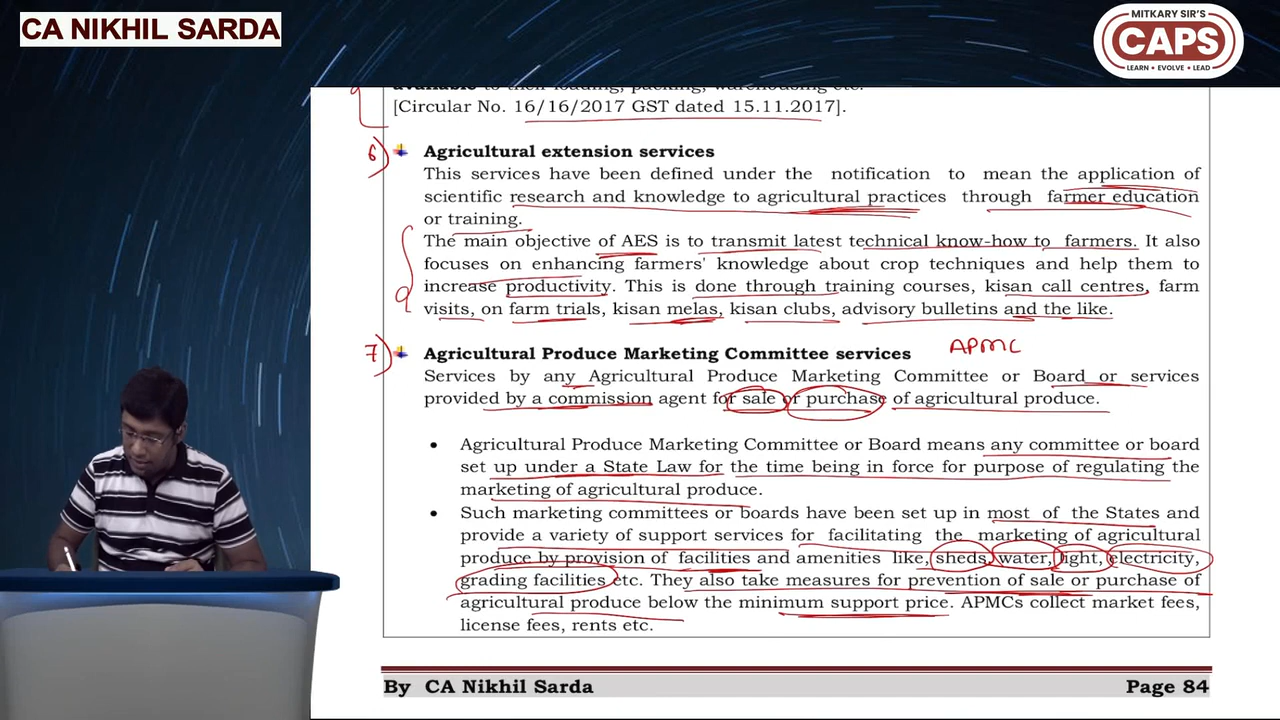 CA NIKHIL SARDA
MITKARY SIR'S
CAPS
LEARN • EVOLVE • LEAD
available to their loading, packing, warehousing etc.
[Circular No. 16/16/2017 GST dated 15.11.2017].
6) Agricultural extension services
This services have been defined under the notification to mean the application of
scientific research and knowledge to agricultural practices through farmer education
or training.
The main objective of AES is to transmit latest technical know-how to farmers. It also
focuses on enhancing farmers' knowledge about crop techniques and help them to
increase productivity. This is done through training courses, kisan call centres, farm
visits, on farm trials, kisan melas, kisan clubs, advisory bulletins and the like.
7) Agricultural Produce Marketing Committee services APMC
Services by any Agricultural Produce Marketing Committee or Board or services
provided by a commission agent for sale or purchase of agricultural produce.
• Agricultural Produce Marketing Committee or Board means any committee or board
set up under a State Law for the time being in force for purpose of regulating the
marketing of agricultural produce.
• Such marketing committees or boards have been set up in most of the States and
provide a variety of support services for facilitating the marketing of agricultural
produce by provision of facilities and amenities like, sheds, water, light, electricity,
grading facilities etc. They also take measures for prevention of sale or purchase of
agricultural produce below the minimum support price. APMCs collect market fees,
license fees, rents etc.
By CA Nikhil Sarda
Page 84